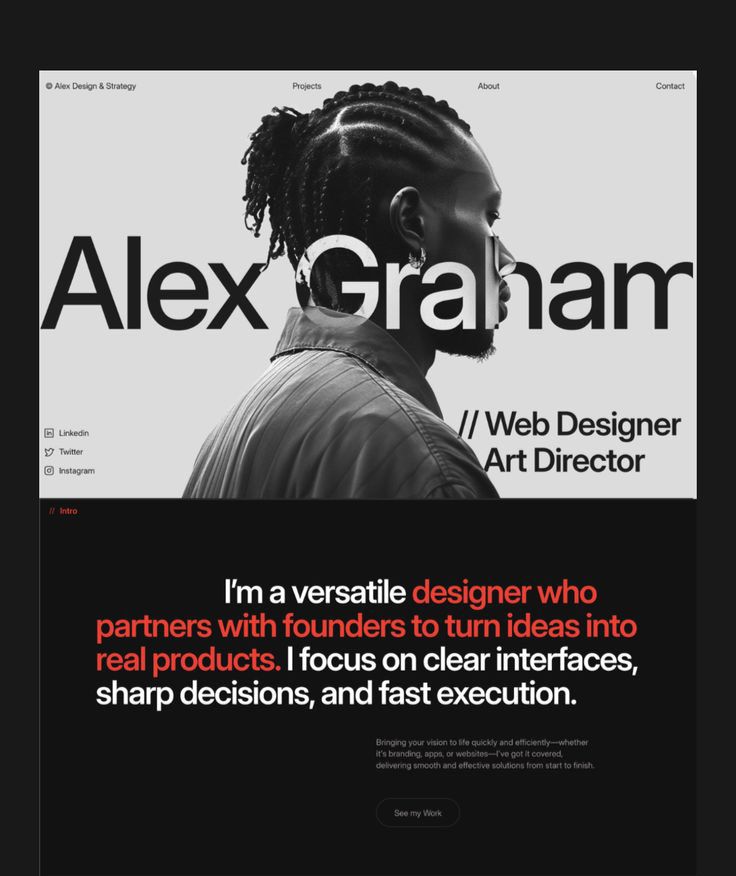 © Alex Design & Strategy
Projects
About
Contact
Alex Graham
// Web Designer
Art Director
Linkedin
Twitter
Instagram
// Intro
I'm a versatile designer who
partners with founders to turn ideas into
real products. I focus on clear interfaces,
sharp decisions, and fast execution.
Bringing your vision to life quickly and efficiently—whether
it's branding, apps, or websites—I've got it covered,
delivering smooth and effective solutions from start to finish.
See my Work